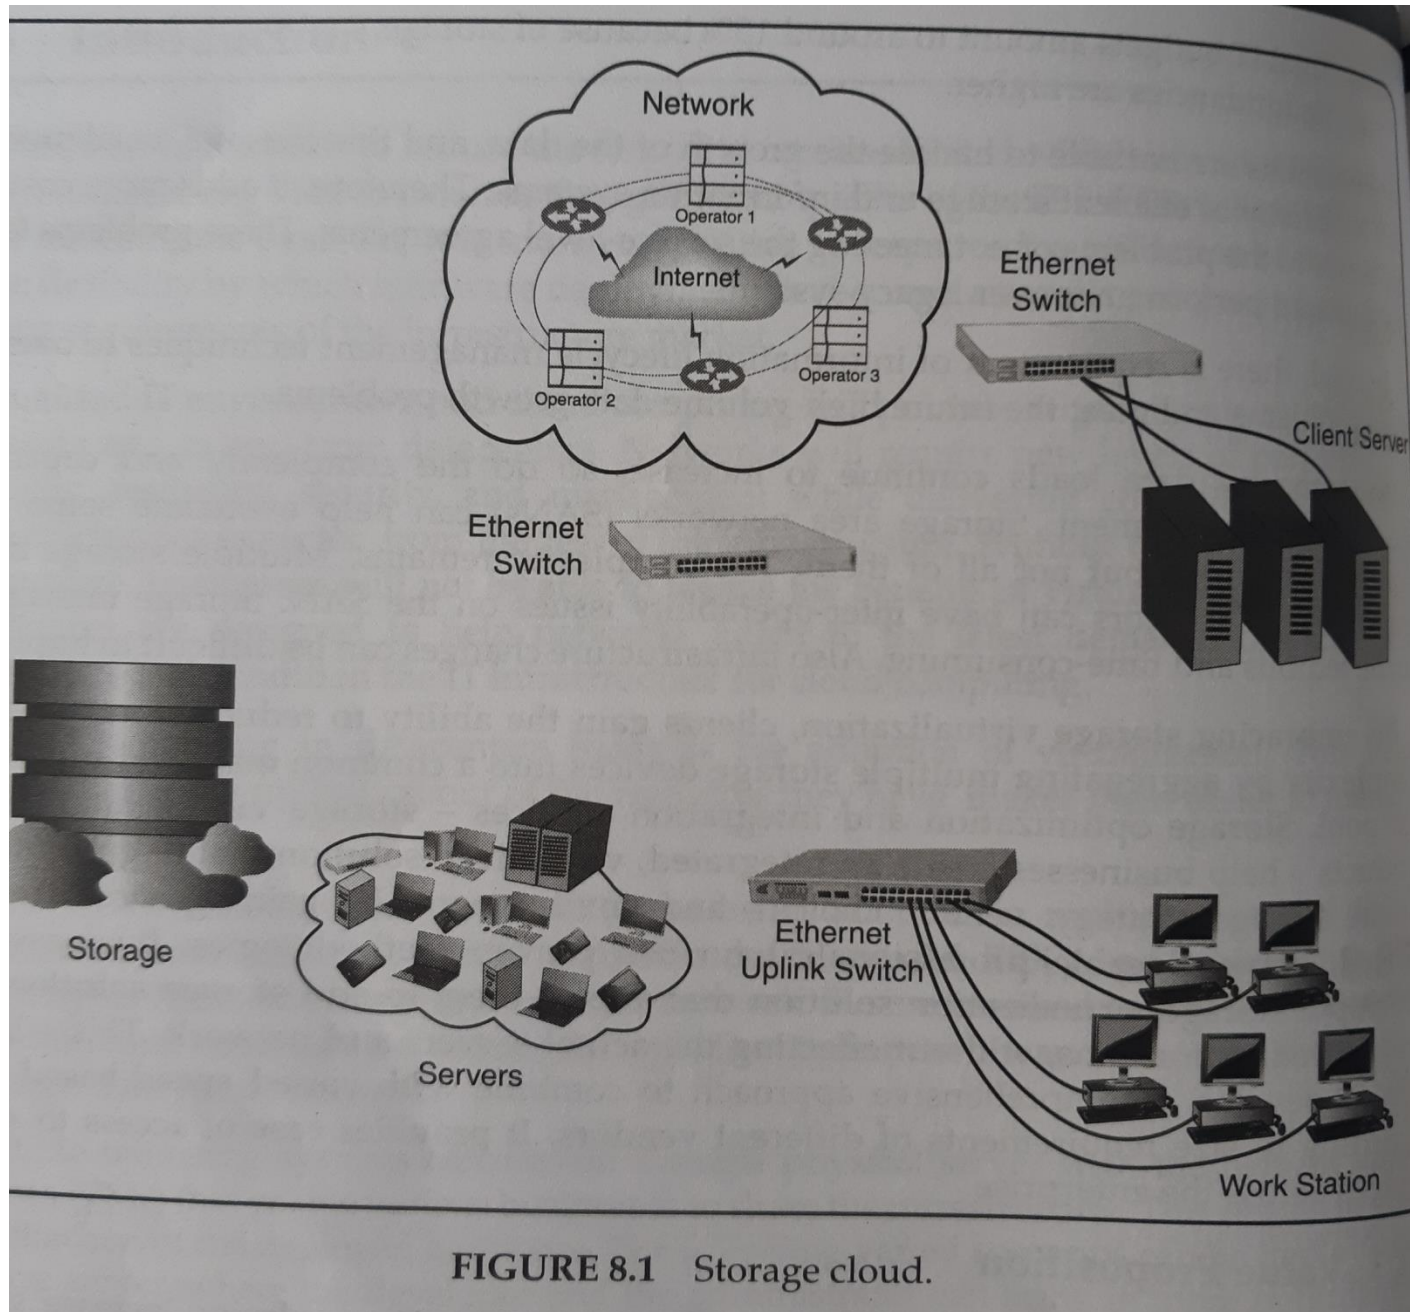 Network
Operator 1
Internet
Operator 2
Operator 3
Ethernet
Switch
Client Server
Ethernet
Switch
Storage
Servers
Ethernet
Uplink Switch
Work Station
FIGURE 8.1 Storage cloud.